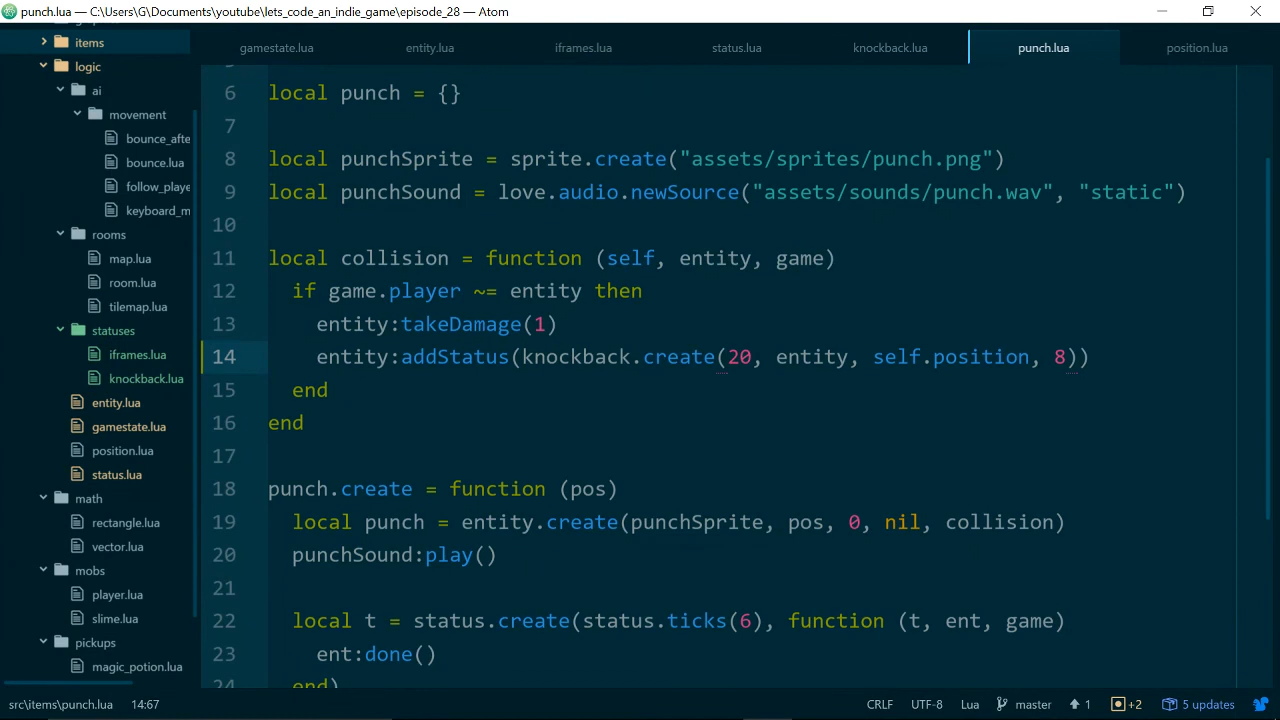 punch.lua — C:\Users\G\Documents\youtube\lets_code_an_indie_game\episode_28 — Atom
gamestate.lua
entity.lua
iframes.lua
status.lua
knockback.lua
punch.lua
position.lua
items
logic
ai
movement
bounce_afte
bounce.lua
follow_playe
keyboard_m
rooms
map.lua
room.lua
tilemap.lua
statuses
iframes.lua
knockback.lua
entity.lua
gamestate.lua
position.lua
status.lua
math
rectangle.lua
vector.lua
mobs
player.lua
slime.lua
pickups
magic_potion.lua
6 local punch = {}
7
8 local punchSprite = sprite.create("assets/sprites/punch.png")
9 local punchSound = love.audio.newSource("assets/sounds/punch.wav", "static")
10
11 local collision = function (self, entity, game)
12 if game.player ~= entity then
13 entity:takeDamage(1)
14 entity:addStatus(knockback.create(20, entity, self.position, 8))
15 end
16 end
17
18 punch.create = function (pos)
19 local punch = entity.create(punchSprite, pos, 0, nil, collision)
20 punchSound:play()
21
22 local t = status.create(status.ticks(6), function (t, ent, game)
23 ent:done()
24 end)
src\items\punch.lua 14:67 CRLF UTF-8 Lua master 1 +2 5 updates